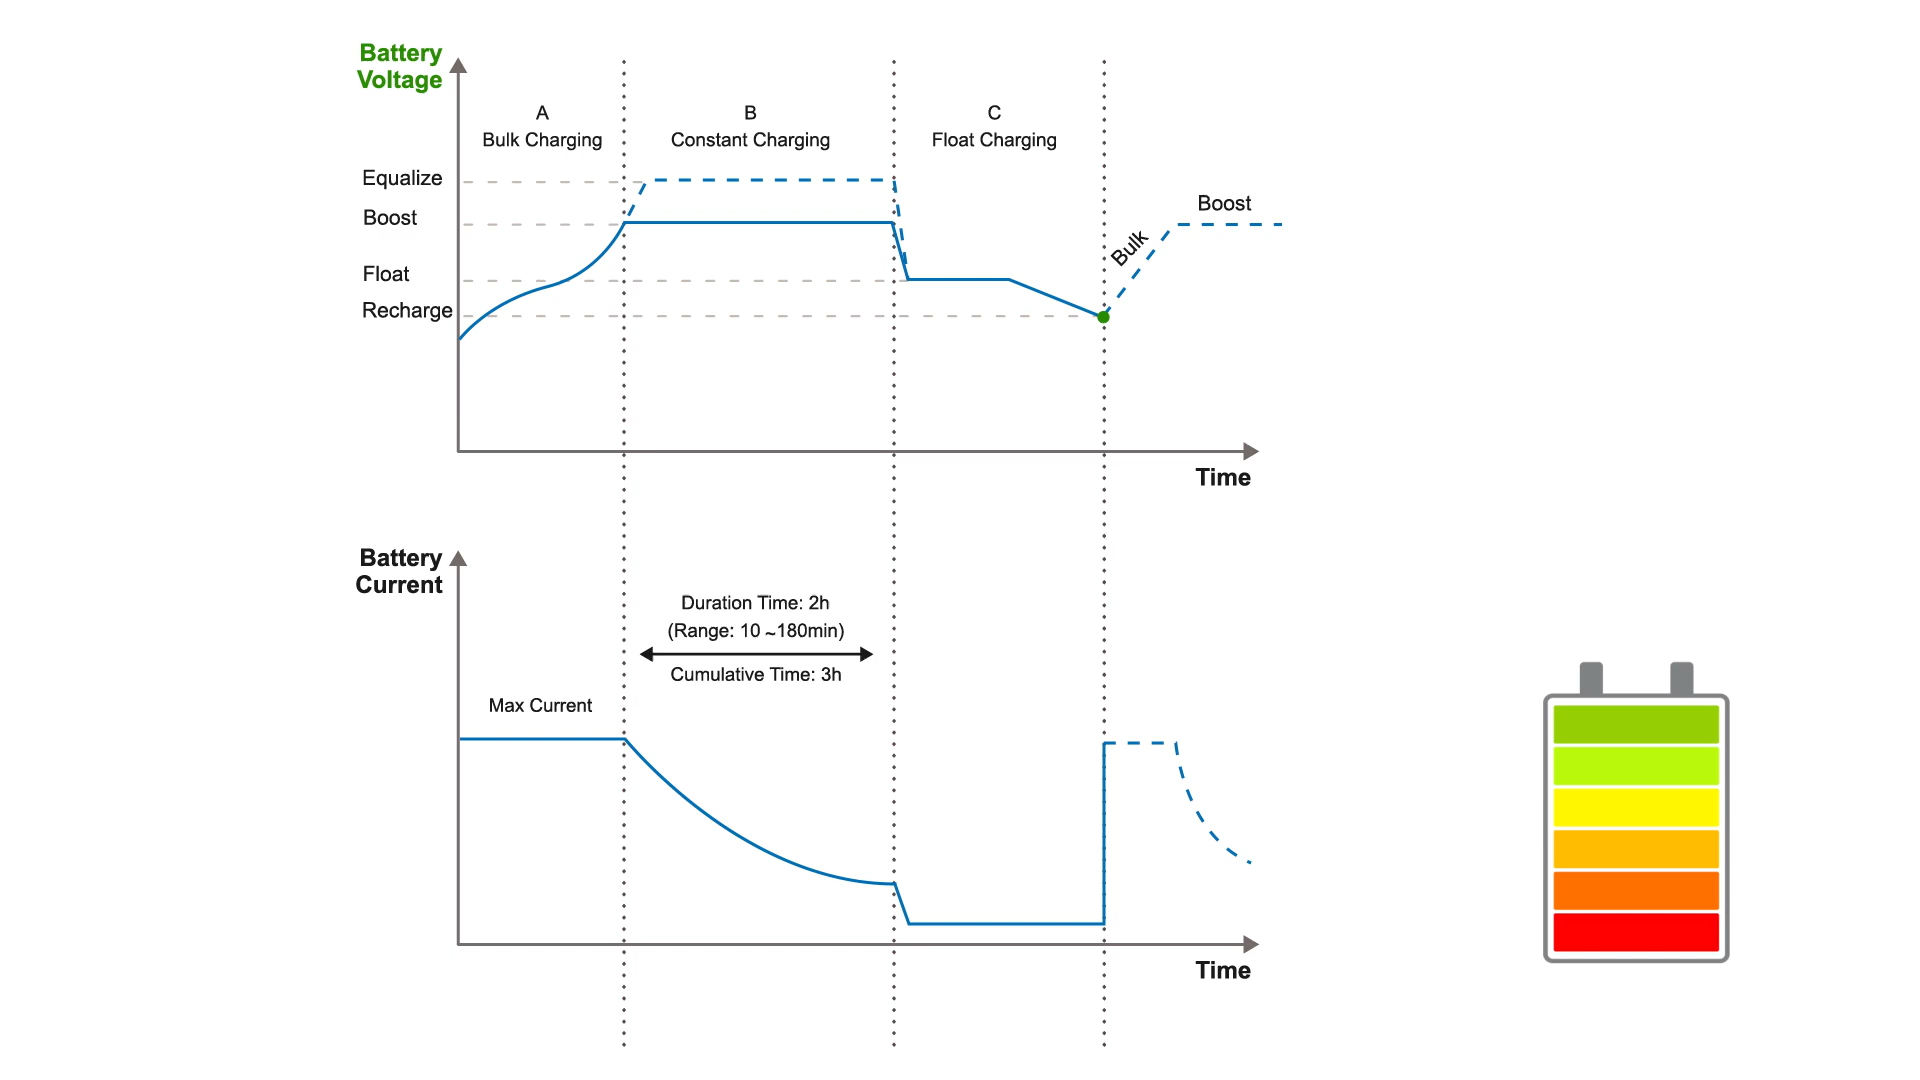 Battery
Voltage
A
Bulk Charging
B
Constant Charging
C
Float Charging
Equalize
Boost
Float
Recharge
Bulk
Boost
Time
Battery
Current
Duration Time: 2h
(Range: 10 ~180min)
Cumulative Time: 3h
Max Current
Time